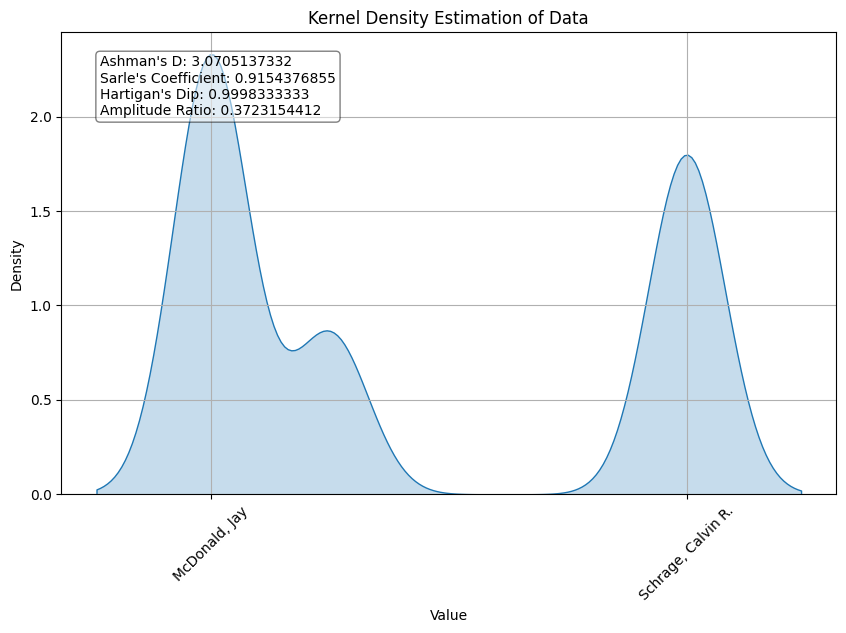 Kernel Density Estimation of Data
Ashman's D: 3.0705137332
Sarle's Coefficient: 0.9154376855
Hartigan's Dip: 0.9998333333
Amplitude Ratio: 0.3723154412
2.0
1.5
1.0
0.5
0.0
Density
McDonald, Jay
Schrage, Calvin R.
Value